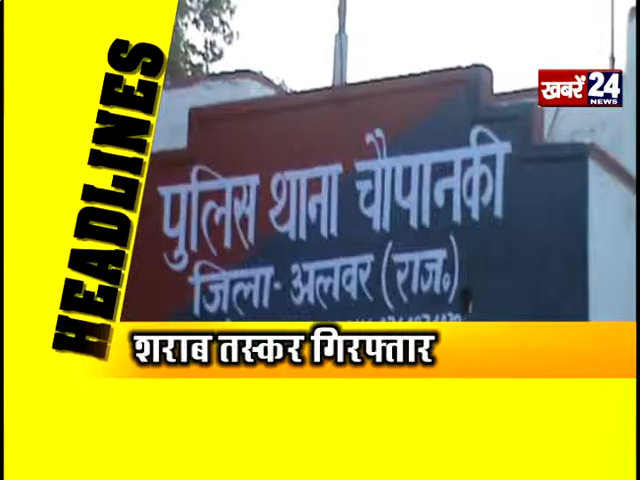 HEADLINES
खबरें 24
NEWS
पुलिस थाना चौपानकी
जिला-अलवर (राज॰)
शराब तस्कर गिरफ्तार